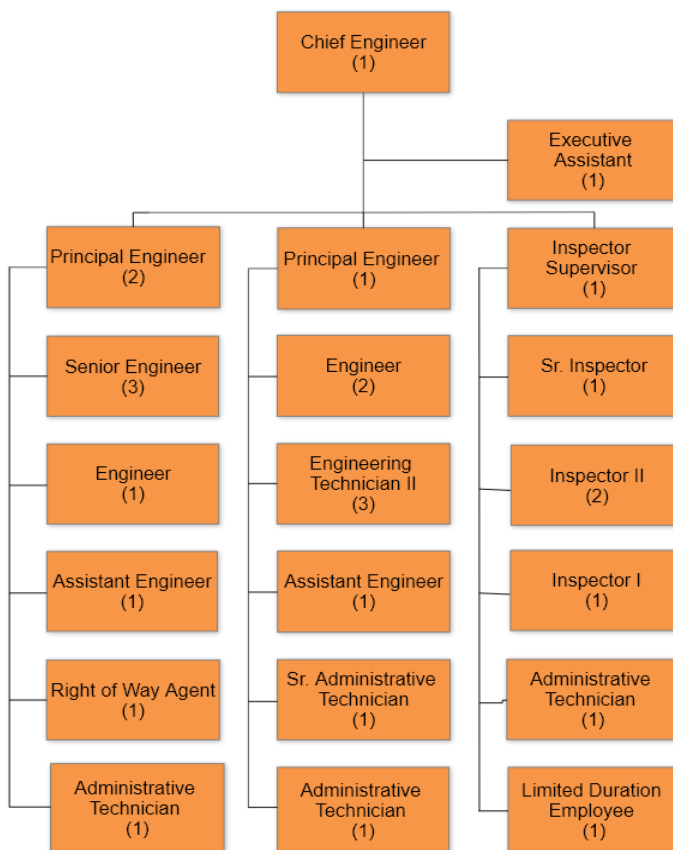 Chief Engineer
(1)
Executive
Assistant
(1)
Principal Engineer
(2)
Principal Engineer
(1)
Inspector
Supervisor
(1)
Senior Engineer
(3)
Engineer
(2)
Sr. Inspector
(1)
Engineer
(1)
Engineering
Technician II
(3)
Inspector II
(2)
Assistant Engineer
(1)
Assistant Engineer
(1)
Inspector I
(1)
Right of Way Agent
(1)
Sr. Administrative
Technician
(1)
Administrative
Technician
(1)
Administrative
Technician
(1)
Administrative
Technician
(1)
Limited Duration
Employee
(1)